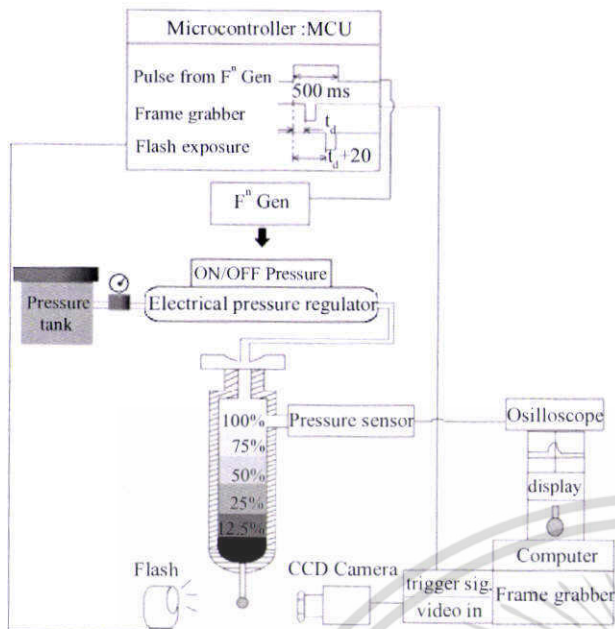 Microcontroller :MCU
Pulse from Fⁿ Gen
500 ms
Frame grabber
t_d
Flash exposure
t_d+20
Fⁿ Gen
ON/OFF Pressure
Pressure
tank
Electrical pressure regulator
100%
75%
50%
25%
12.5%
Pressure sensor
Osilloscope
display
Computer
Flash
CCD Camera
trigger sig.
video in
Frame grabber